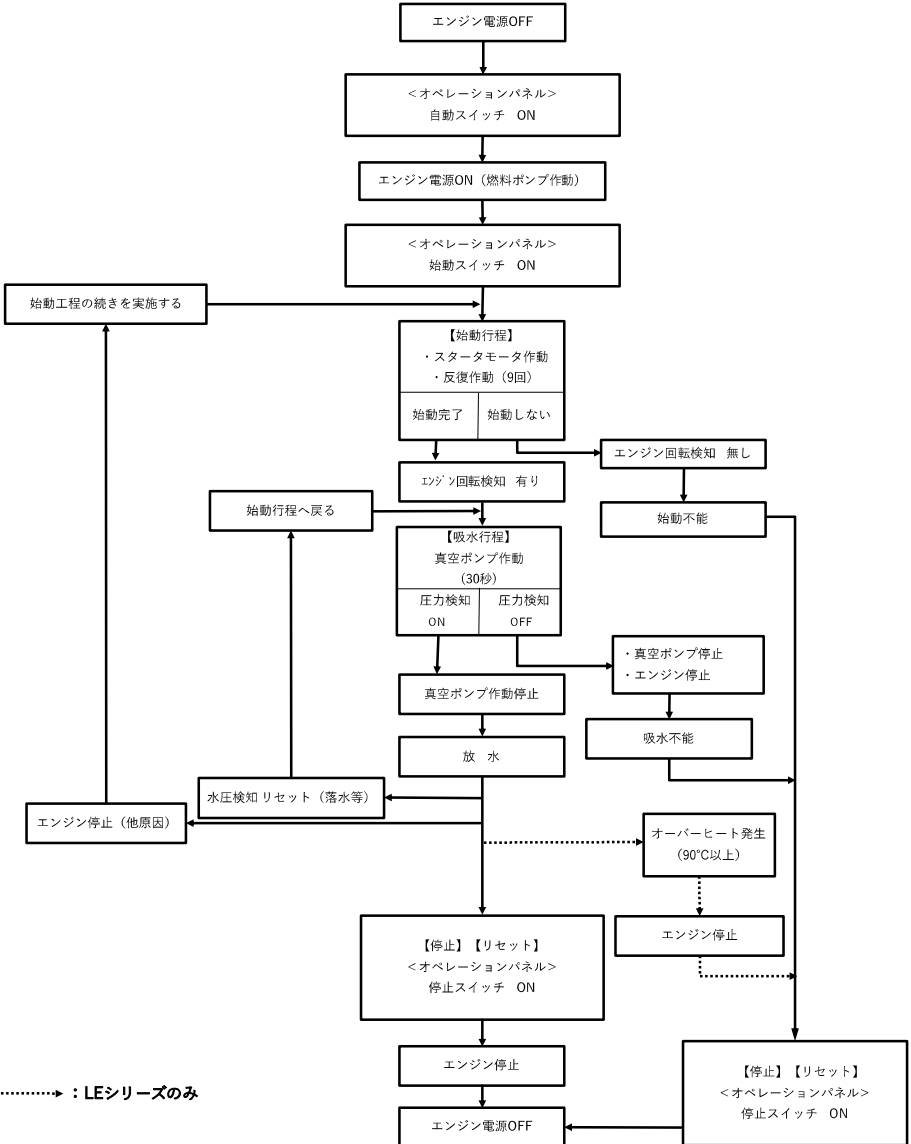 エンジン電源OFF
<オペレーションパネル>
自動スイッチ　ON
エンジン電源ON（燃料ポンプ作動）
<オペレーションパネル>
始動スイッチ　ON
始動工程の続きを実施する
【始動行程】
・スタータモータ作動
・反復作動（9回）
始動完了
始動しない
エンジン回転検知　無し
ｴﾝｼﾞﾝ回転検知　有り
始動不能
始動行程へ戻る
【吸水行程】
真空ポンプ作動
（30秒）
圧力検知
ON
圧力検知
OFF
・真空ポンプ停止
・エンジン停止
真空ポンプ作動停止
吸水不能
放　水
水圧検知 リセット（落水等）
エンジン停止（他原因）
オーバーヒート発生
（90℃以上）
エンジン停止
【停止】【リセット】
<オペレーションパネル>
停止スイッチ　ON
エンジン停止
【停止】【リセット】
<オペレーションパネル>
停止スイッチ　ON
エンジン電源OFF
：LEシリーズのみ